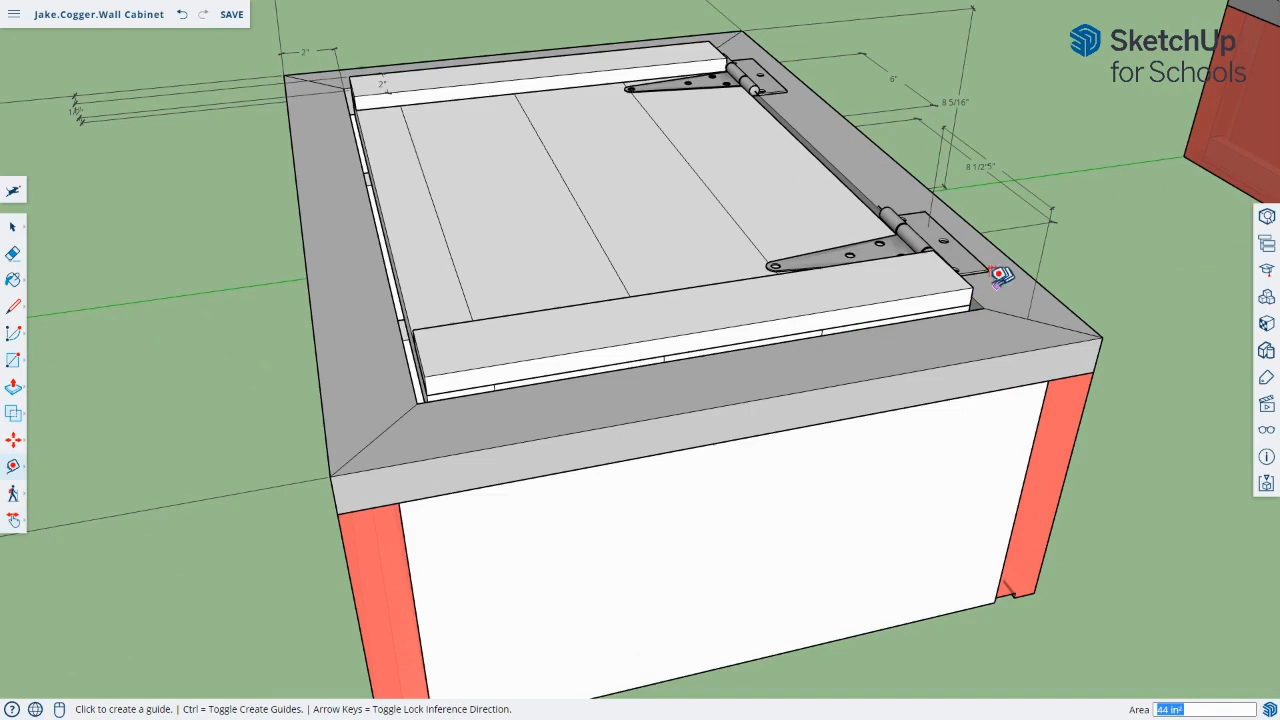 Jake.Cogger.Wall Cabinet
SAVE
SketchUp
for Schools
2"
2"
6"
8 5/16"
8 1/2"
5"
Click to create a guide. | Ctrl = Toggle Create Guides. | Arrow Keys = Toggle Lock Inference Direction.
Area
44 in²